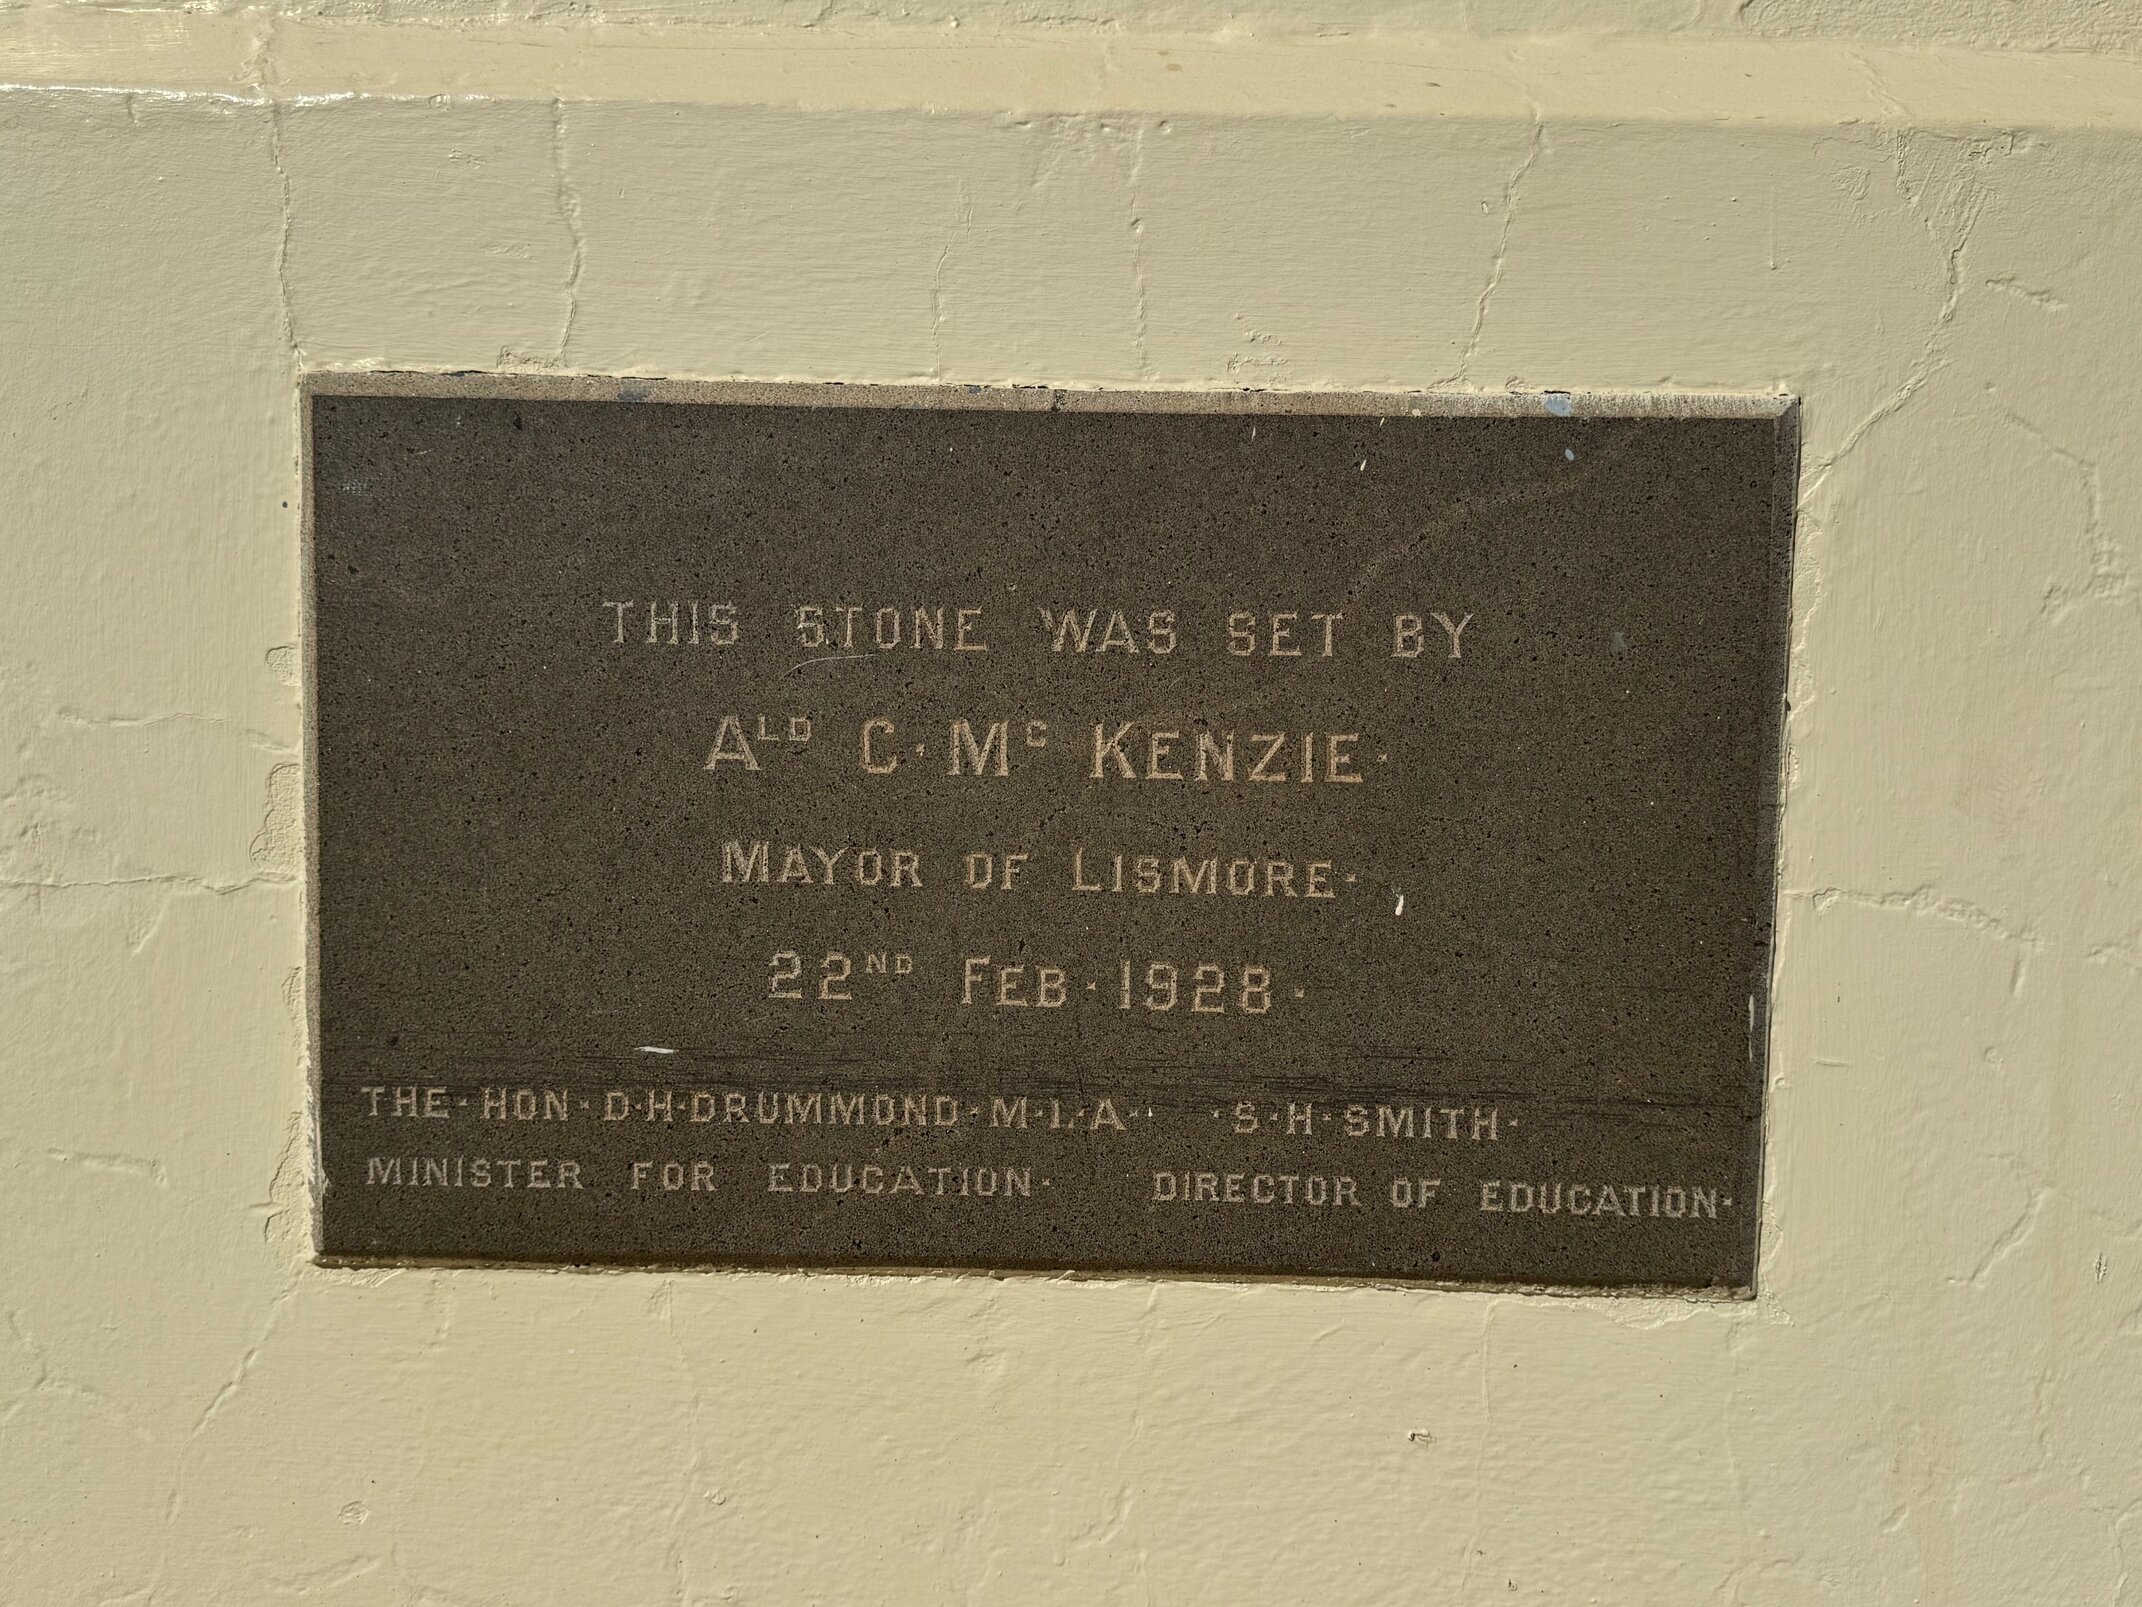 THIS STONE WAS SET BY
ALD C. Mc KENZIE.
MAYOR OF LISMORE.
22ND FEB. 1928.
THE. HON. D.H.DRUMMOND. M.L.A.. .S.H.SMITH.
MINISTER FOR EDUCATION. DIRECTOR OF EDUCATION.